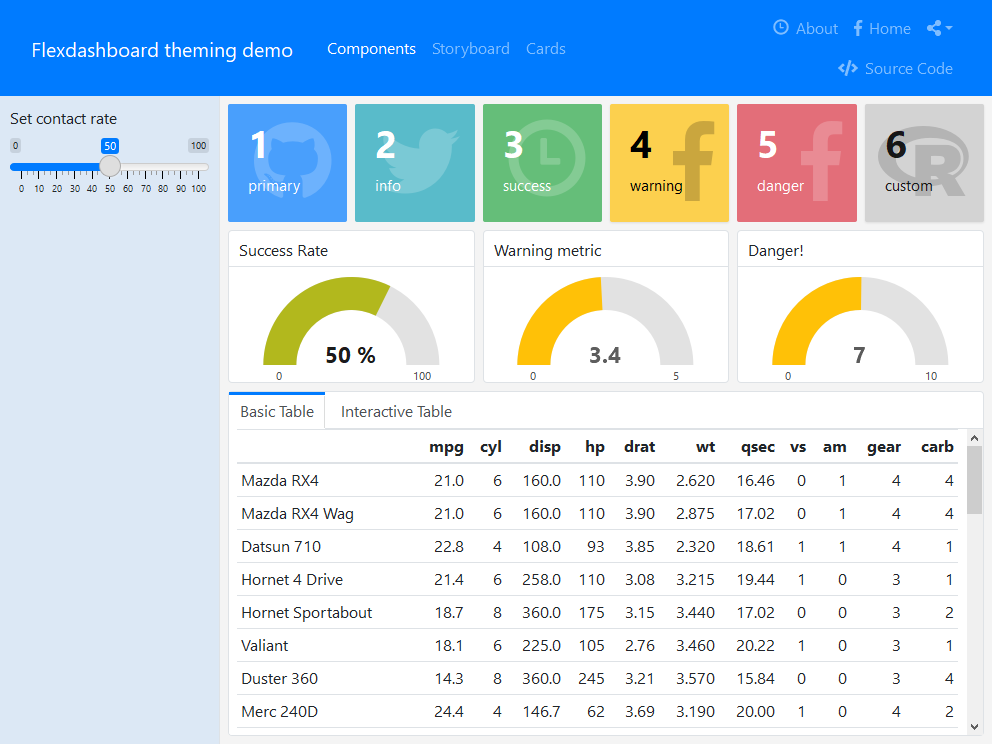 Flexdashboard theming demo Components Storyboard Cards About Home
Source Code
Set contact rate
0 50 100
0 10 20 30 40 50 60 70 80 90 100
1 2 3 4 5 6
primary info success warning danger custom
Success Rate Warning metric Danger!
50 % 3.4 7
0 100 0 5 0 10
Basic Table Interactive Table
mpg cyl disp hp drat wt qsec vs am gear carb
Mazda RX4 21.0 6 160.0 110 3.90 2.620 16.46 0 1 4 4
Mazda RX4 Wag 21.0 6 160.0 110 3.90 2.875 17.02 0 1 4 4
Datsun 710 22.8 4 108.0 93 3.85 2.320 18.61 1 1 4 1
Hornet 4 Drive 21.4 6 258.0 110 3.08 3.215 19.44 1 0 3 1
Hornet Sportabout 18.7 8 360.0 175 3.15 3.440 17.02 0 0 3 2
Valiant 18.1 6 225.0 105 2.76 3.460 20.22 1 0 3 1
Duster 360 14.3 8 360.0 245 3.21 3.570 15.84 0 0 3 4
Merc 240D 24.4 4 146.7 62 3.69 3.190 20.00 1 0 4 2